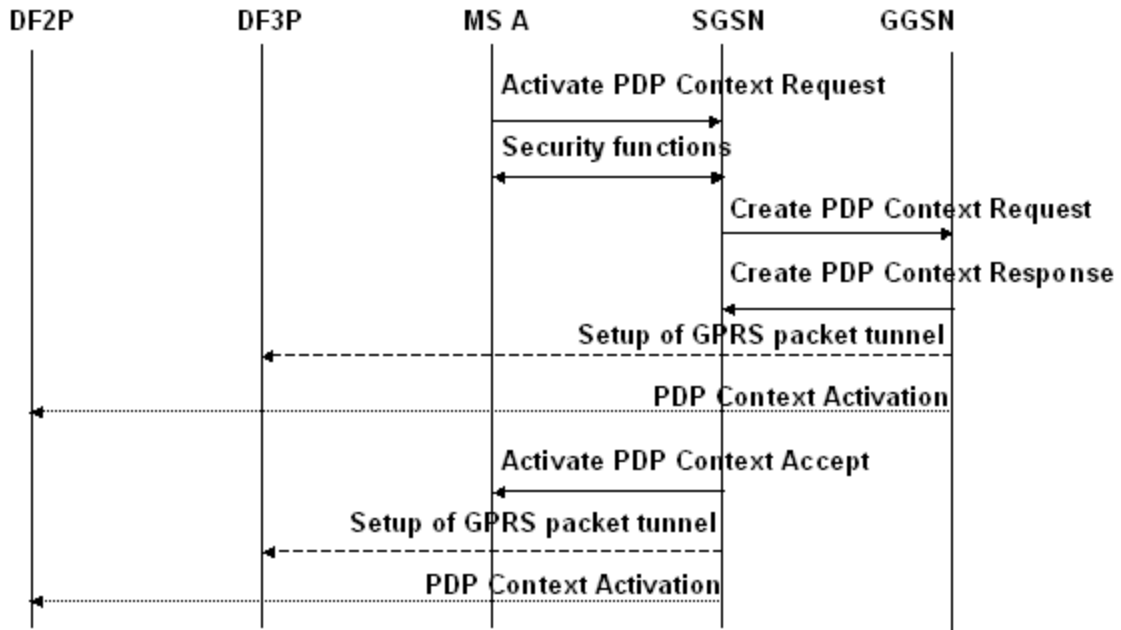 DF2P DF3P MS A SGSN GGSN
Activate PDP Context Request
Security functions
Create PDP Context Request
Create PDP Context Response
Setup of GPRS packet tunnel
PDP Context Activation
Activate PDP Context Accept
Setup of GPRS packet tunnel
PDP Context Activation